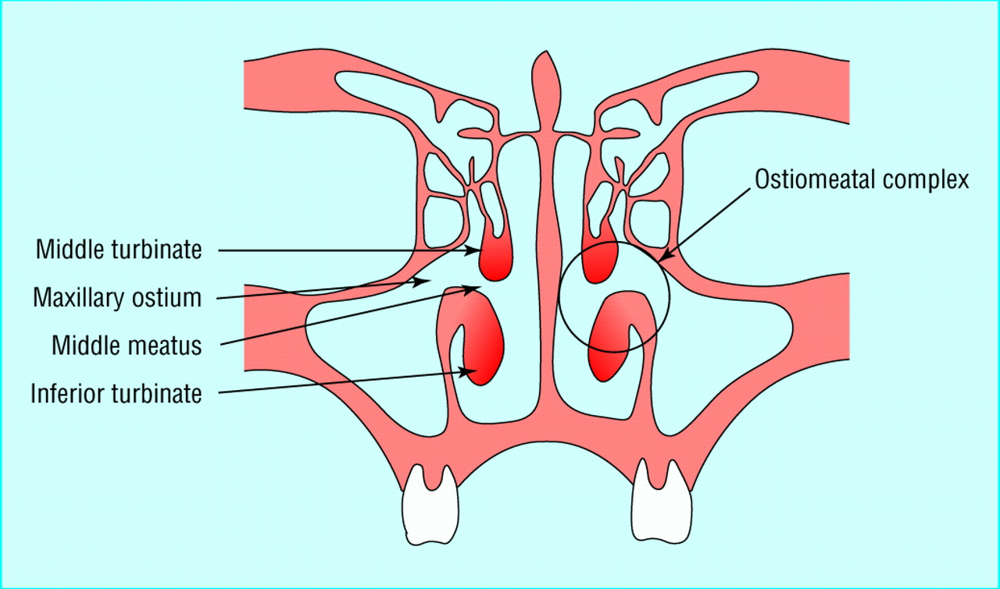 Ostiomeatal complex
Middle turbinate
Maxillary ostium
Middle meatus
Inferior turbinate